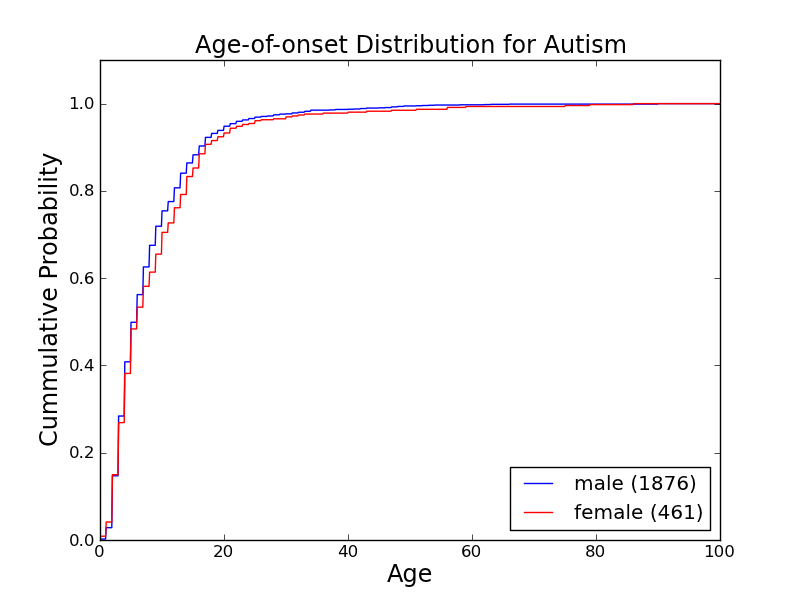 Age-of-onset Distribution for Autism
Cummulative Probability
1.0
0.8
0.6
0.4
0.2
0.0
0 20 40 60 80 100
Age
male (1876)
female (461)